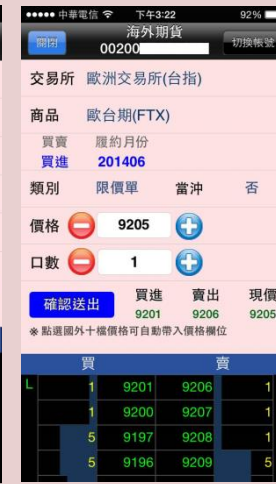 中華電信 下午3:22 92%
海外期貨
關閉 00200 切換帳號
交易所 歐洲交易所(台指)
商品 歐台期(FTX)
買賣 履約月份
買進 201406
類別 限價單 當沖 否
價格 9205
口數 1
確認送出 買進 賣出 現價
9201 9206 9205
※ 點選國外十檔價格可自動帶入價格欄位
買 賣
L 1 9201 9206 1
1 9200 9207 1
5 9197 9208 1
5 9196 9209 5